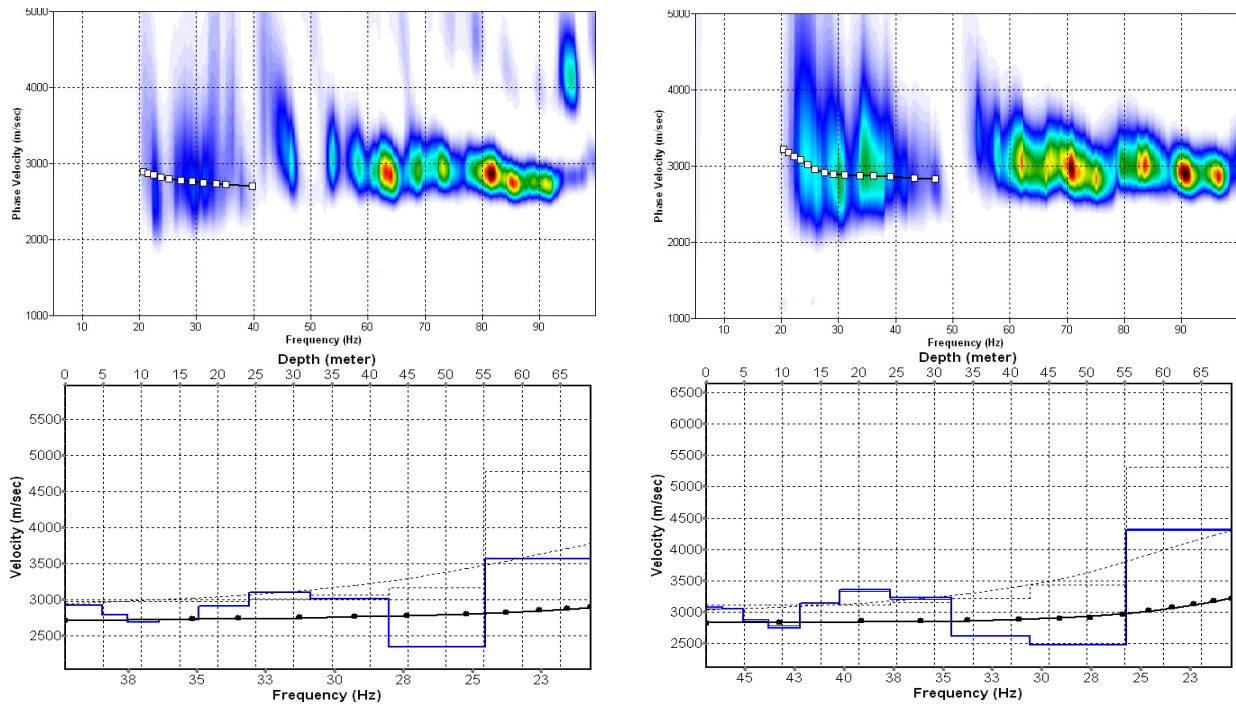 5000
4000
3000
2000
1000
Phase Velocity (m/sec)
10 20 30 40 50 60 70 80 90
Frequency (Hz)
5000
4000
3000
2000
1000
Phase Velocity (m/sec)
10 20 30 40 50 60 70 80 90
Frequency (Hz)
Depth (meter)
0 5 10 15 20 25 30 35 40 45 50 55 60 65
5500
5000
4500
4000
3500
3000
2500
Velocity (m/sec)
38 35 33 30 28 25 23
Frequency (Hz)
Depth (meter)
0 5 10 15 20 25 30 35 40 45 50 55 60 65
6500
6000
5500
5000
4500
4000
3500
3000
2500
Velocity (m/sec)
45 43 40 38 35 33 30 28 25 23
Frequency (Hz)